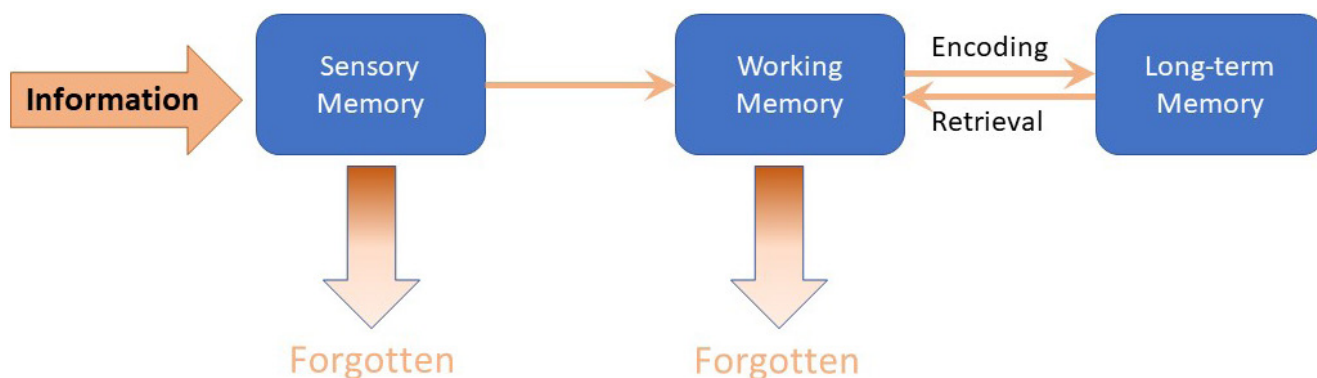 Information
Sensory
Memory
Working
Memory
Encoding
Retrieval
Long-term
Memory
Forgotten
Forgotten